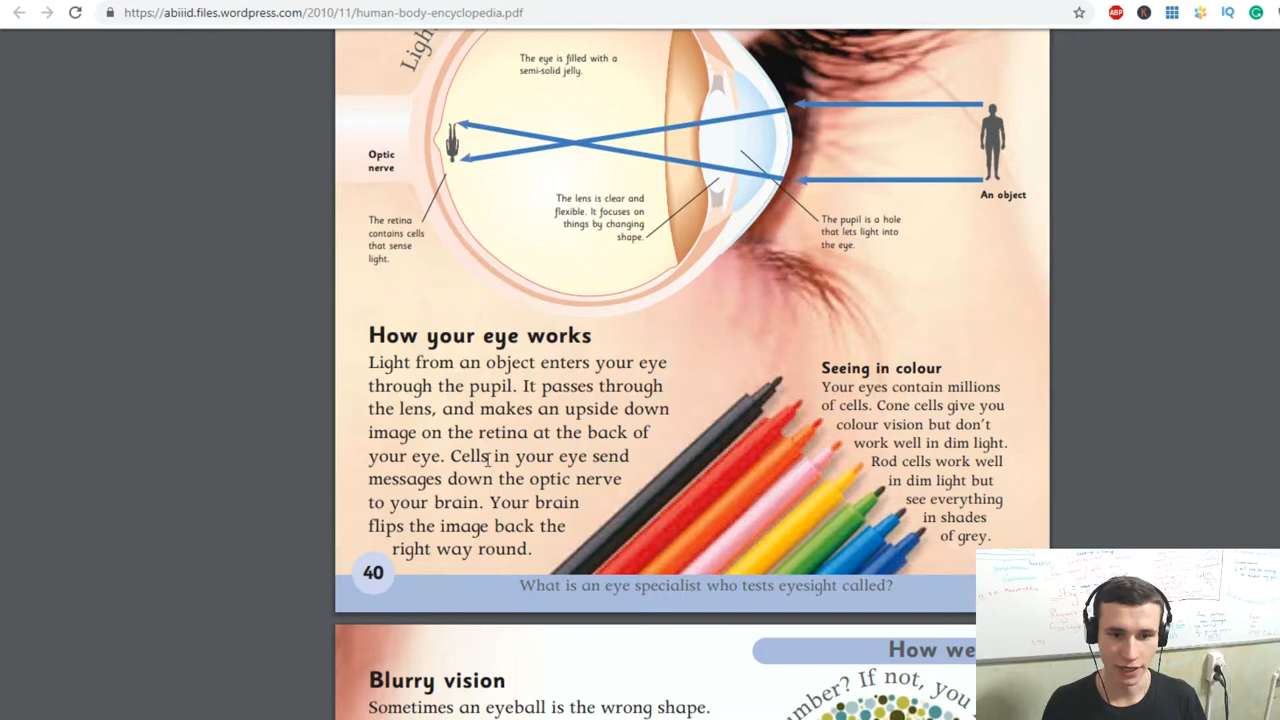 https://abiiid.files.wordpress.com/2010/11/human-body-encyclopedia.pdf
ABP
K
IQ
G
Light
The eye is filled with a
semi-solid jelly.
Optic
nerve
An object
The lens is clear and
flexible. It focuses on
things by changing
shape.
The pupil is a hole
that lets light into
the eye.
The retina
contains cells
that sense
light.
How your eye works
Light from an object enters your eye
through the pupil. It passes through
the lens, and makes an upside down
image on the retina at the back of
your eye. Cells in your eye send
messages down the optic nerve
to your brain. Your brain
flips the image back the
right way round.
Seeing in colour
Your eyes contain millions
of cells. Cone cells give you
colour vision but don't
work well in dim light.
Rod cells work well
in dim light but
see everything
in shades
of grey.
40
What is an eye specialist who tests eyesight called?
How we
Blurry vision
Sometimes an eyeball is the wrong shape.
mber? If not, you